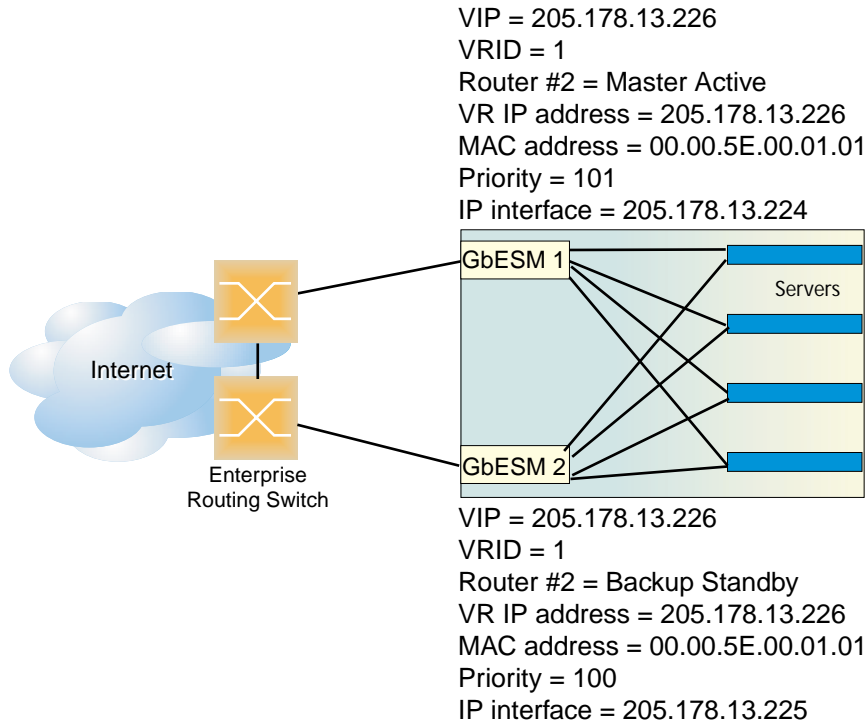 VIP = 205.178.13.226
VRID = 1
Router #2 = Master Active
VR IP address = 205.178.13.226
MAC address = 00.00.5E.00.01.01
Priority = 101
IP interface = 205.178.13.224
GbESM 1
Servers
Internet
GbESM 2
Enterprise
Routing Switch
VIP = 205.178.13.226
VRID = 1
Router #2 = Backup Standby
VR IP address = 205.178.13.226
MAC address = 00.00.5E.00.01.01
Priority = 100
IP interface = 205.178.13.225